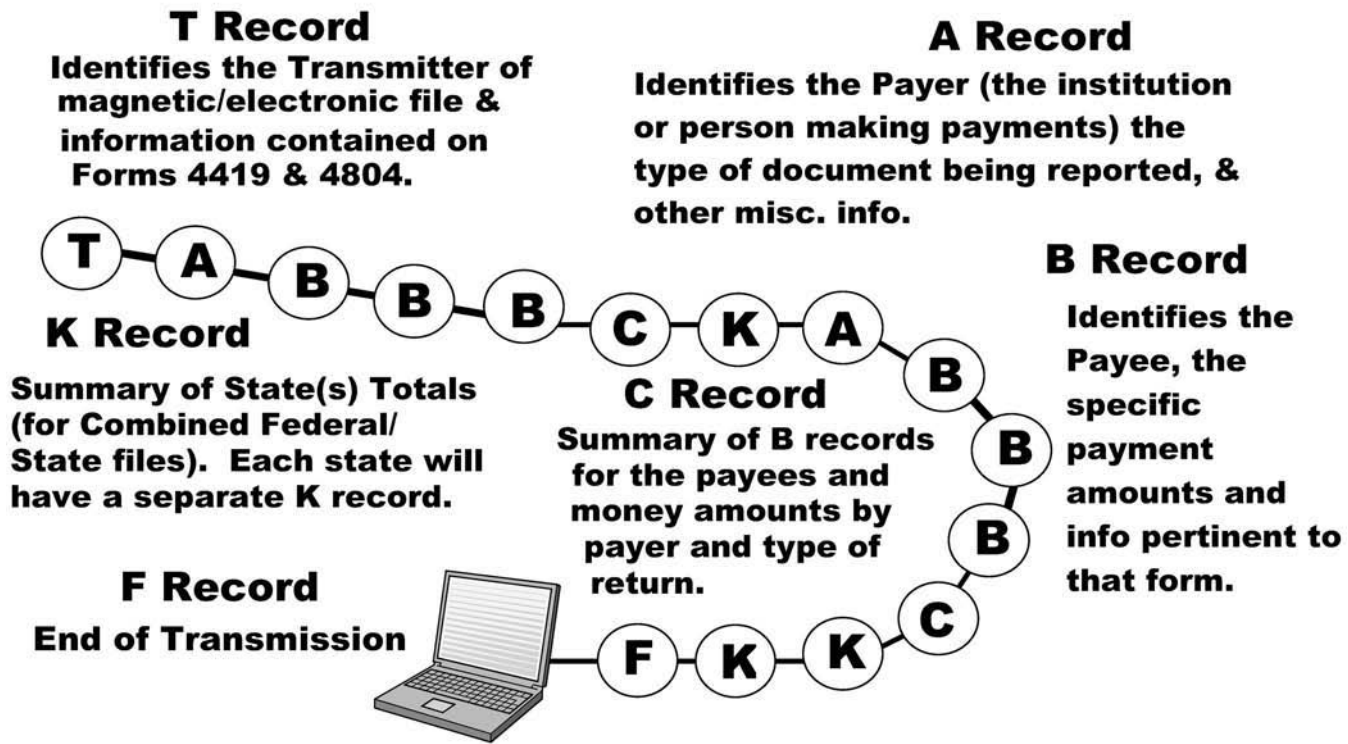 T Record
Identifies the Transmitter of
magnetic/electronic file &
information contained on
Forms 4419 & 4804.
A Record
Identifies the Payer (the institution
or person making payments) the
type of document being reported, &
other misc. info.
T
A
B
B
B
C
K
A
B
B
B
C
K
K
F
B Record
Identifies the
Payee, the
specific
payment
amounts and
info pertinent to
that form.
K Record
Summary of State(s) Totals
(for Combined Federal/
State files). Each state will
have a separate K record.
C Record
Summary of B records
for the payees and
money amounts by
payer and type of
return.
F Record
End of Transmission